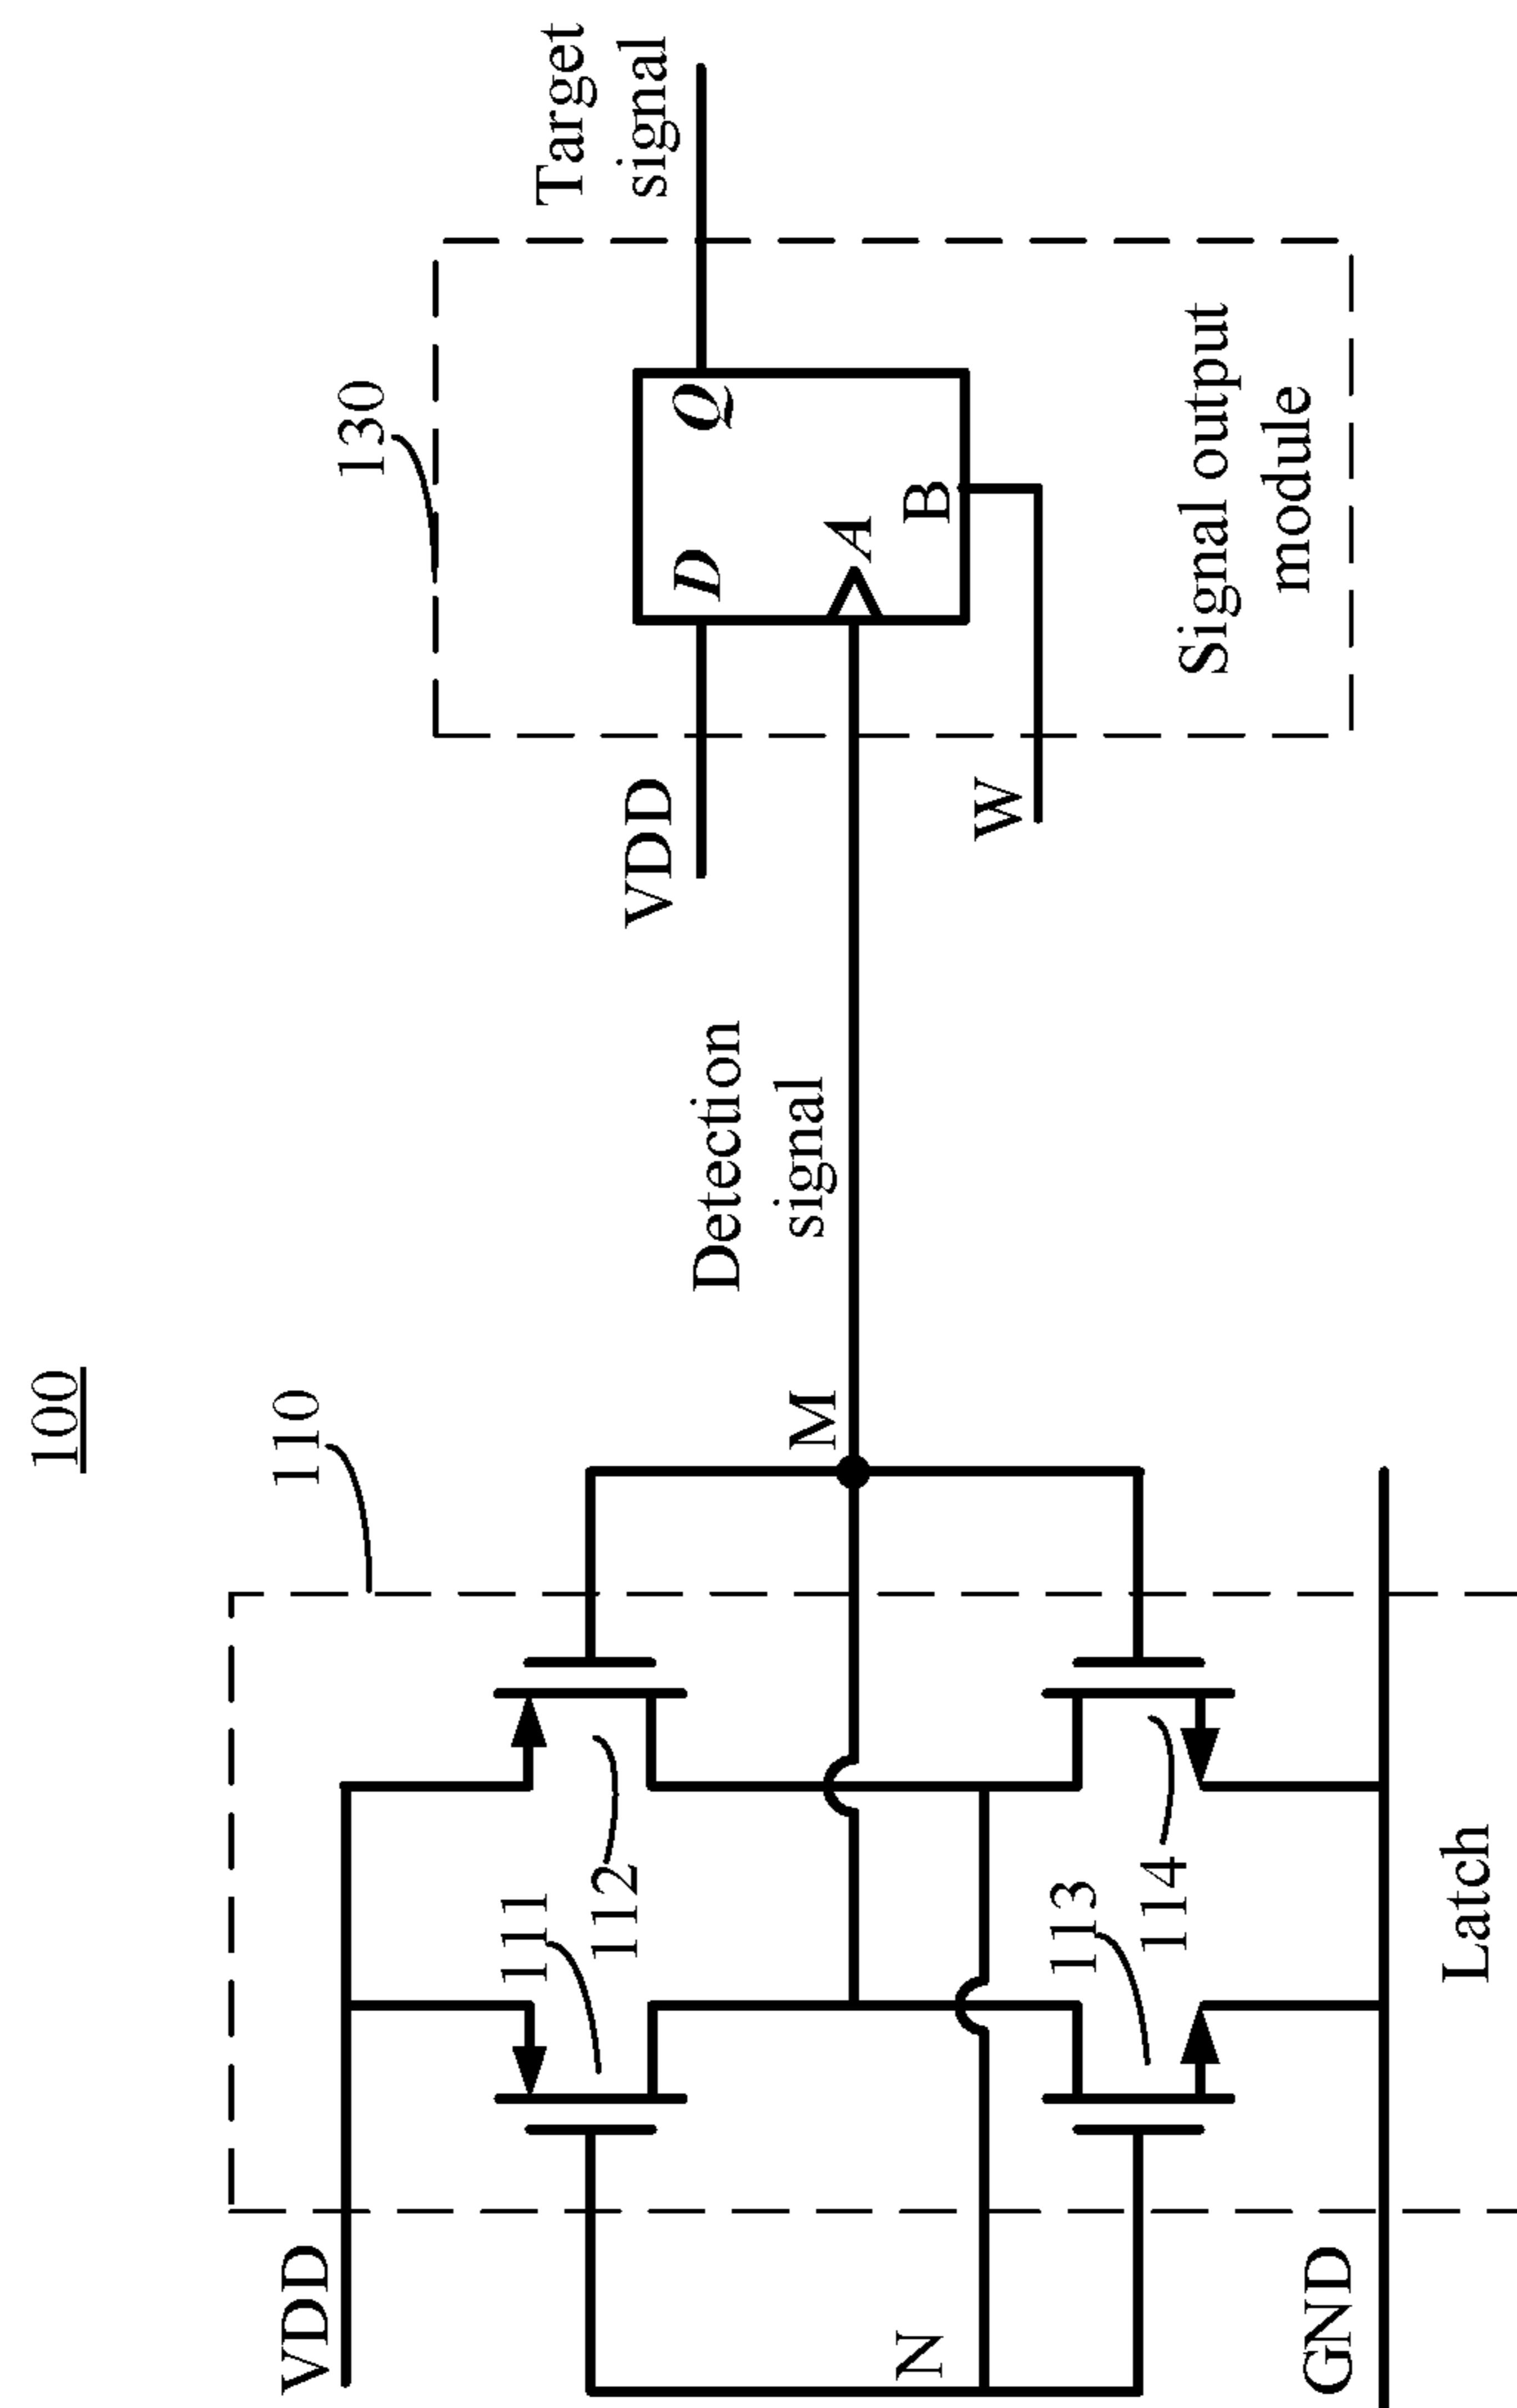 100
110
130
VDD
111
112
113
114
N
M
GND
Latch
Detection
signal
VDD
W
D
Q
A
B
Signal output
module
Target
signal